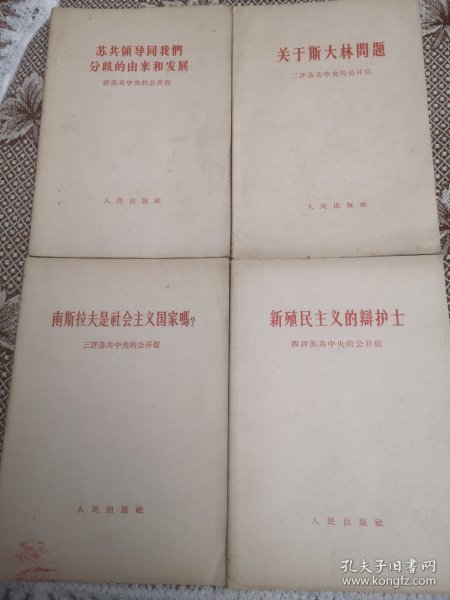 苏共領导同我們
分歧的由来和发展
評苏共中央的公开信
人民出版社
关于斯大林問題
二評苏共中央的公开信
人民出版社
南斯拉夫是社会主义国家嗎?
三評苏共中央的公开信
人民出版社
新殖民主义的辯护士
四評苏共中央的公开信
人民出版社
孔夫子旧书网
www.kongfz.com